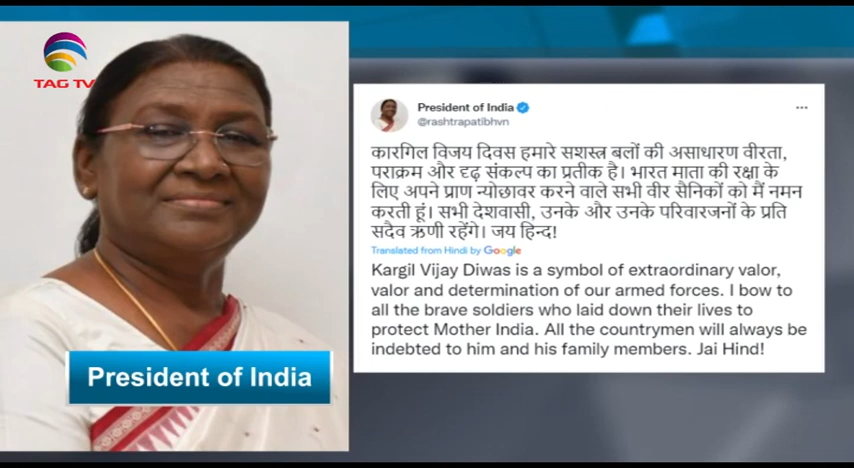 TAG TV
President of India
@rashtrapatibhvn
कारगिल विजय दिवस हमारे सशस्त्र बलों की असाधारण वीरता,
पराक्रम और दृढ़ संकल्प का प्रतीक है। भारत माता की रक्षा के
लिए अपने प्राण न्योछावर करने वाले सभी वीर सैनिकों को मैं नमन
करती हूं। सभी देशवासी, उनके और उनके परिवारजनों के प्रति
सदैव ऋणी रहेंगे। जय हिन्द!
Translated from Hindi by Google
Kargil Vijay Diwas is a symbol of extraordinary valor,
valor and determination of our armed forces. I bow to
all the brave soldiers who laid down their lives to
protect Mother India. All the countrymen will always be
indebted to him and his family members. Jai Hind!
President of India